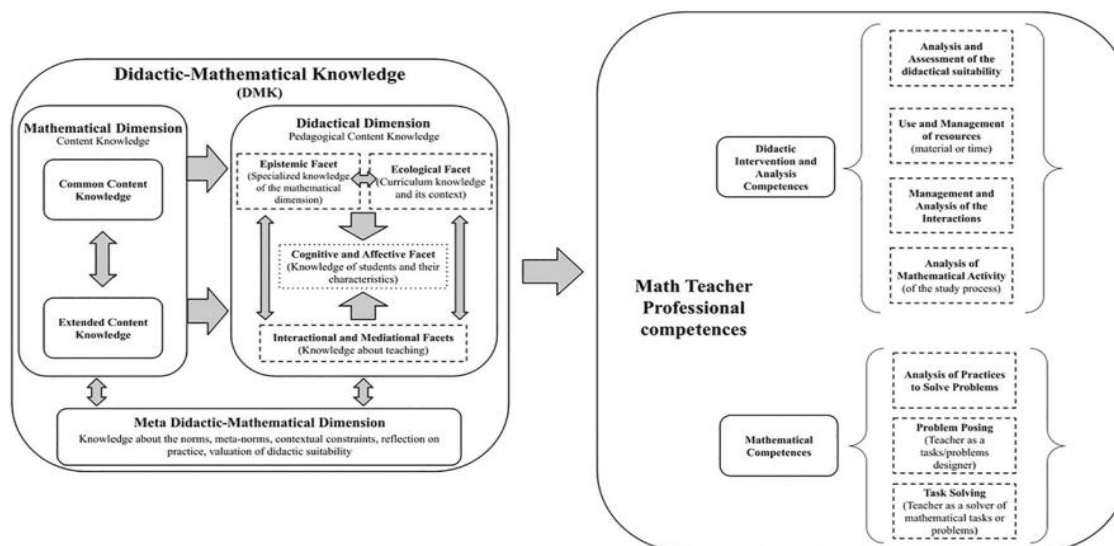 Didactic-Mathematical Knowledge
(DMK)
Mathematical Dimension
Content Knowledge
Common Content
Knowledge
Extended Content
Knowledge
Didactical Dimension
Pedagogical Content Knowledge
Epistemic Facet
(Specialized knowledge
of the mathematical
dimension)
Ecological Facet
(Curriculum knowledge
and its context)
Cognitive and Affective Facet
(Knowledge of students and their
characteristics)
Interactional and Mediational Facets
(Knowledge about teaching)
Meta Didactic-Mathematical Dimension
Knowledge about the norms, meta-norms, contextual constraints, reflection on
practice, valuation of didactic suitability
Math Teacher
Professional
competences
Didactic
Intervention and
Analysis
Competences
Analysis and
Assessment of the
didactical suitability
Use and Management
of resources
(material or time)
Management and
Analysis of the
Interactions
Analysis of
Mathematical Activity
(of the study process)
Mathematical
Competences
Analysis of Practices
to Solve Problems
Problem Posing
(Teacher as a
tasks/problems
designer)
Task Solving
(Teacher as a solver of
mathematical tasks or
problems)